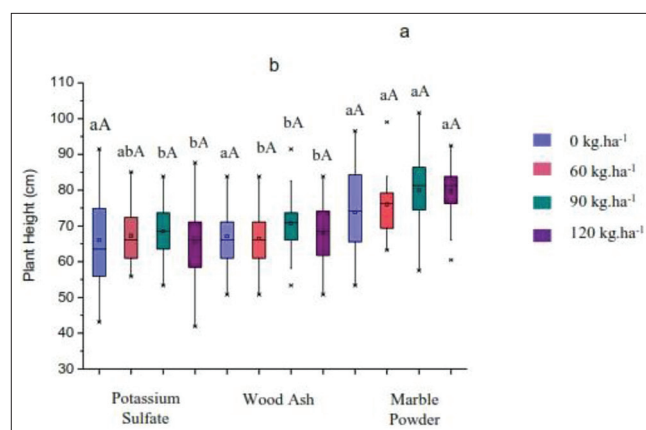 a
b
110
100
90
80
70
60
50
40
30
Plant Height (cm)
aA abA bA bA aA bA bA bA aA aA aA aA
Potassium Sulfate
Wood Ash
Marble Powder
0 kg.ha⁻¹
60 kg.ha⁻¹
90 kg.ha⁻¹
120 kg.ha⁻¹